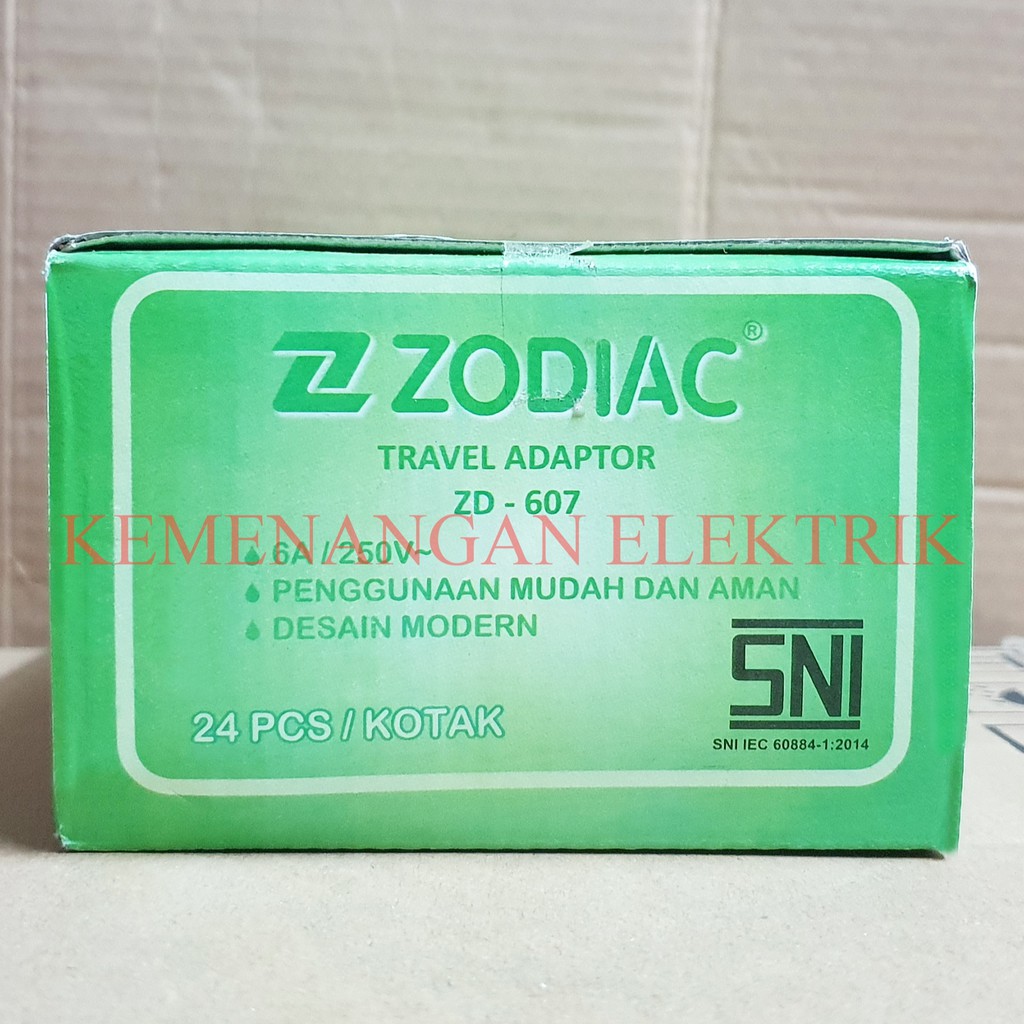 ZODIAC®
TRAVEL ADAPTOR
ZD - 607
KEMENANGAN ELEKTRIK
6A / 250V~
PENGGUNAAN MUDAH DAN AMAN
DESAIN MODERN
24 PCS / KOTAK
SNI
SNI IEC 60884-1:2014